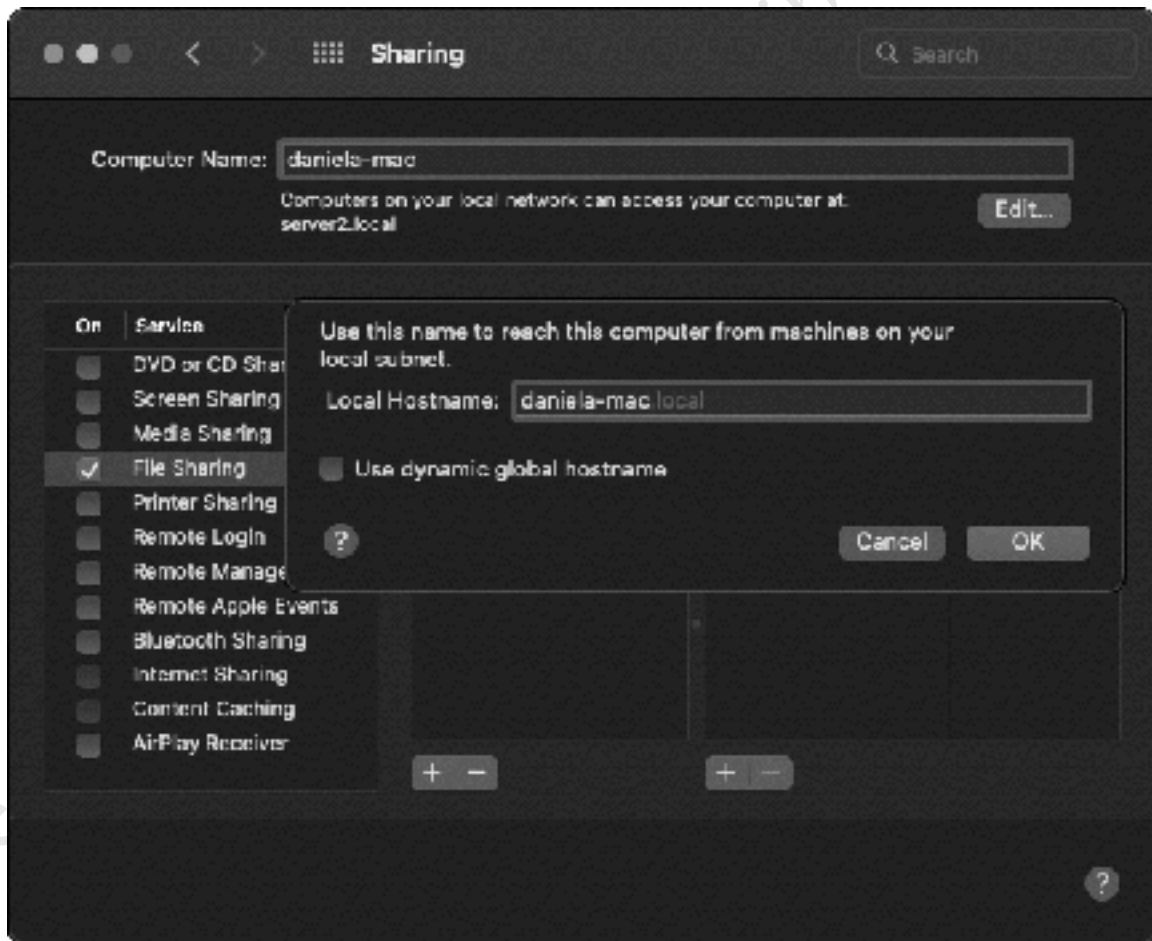 Sharing
Search
Computer Name: daniela-mac
Computers on your local network can access your computer at:
server2.local
Edit...
On Service
DVD or CD Shar
Screen Sharing
Media Sharing
File Sharing
Printer Sharing
Remote Login
Remote Manage
Remote Apple Events
Bluetooth Sharing
Internet Sharing
Content Caching
AirPlay Receiver
Use this name to reach this computer from machines on your
local subnet.
Local Hostname: daniela-mac.local
Use dynamic global hostname
?
Cancel OK
+ − + −
?